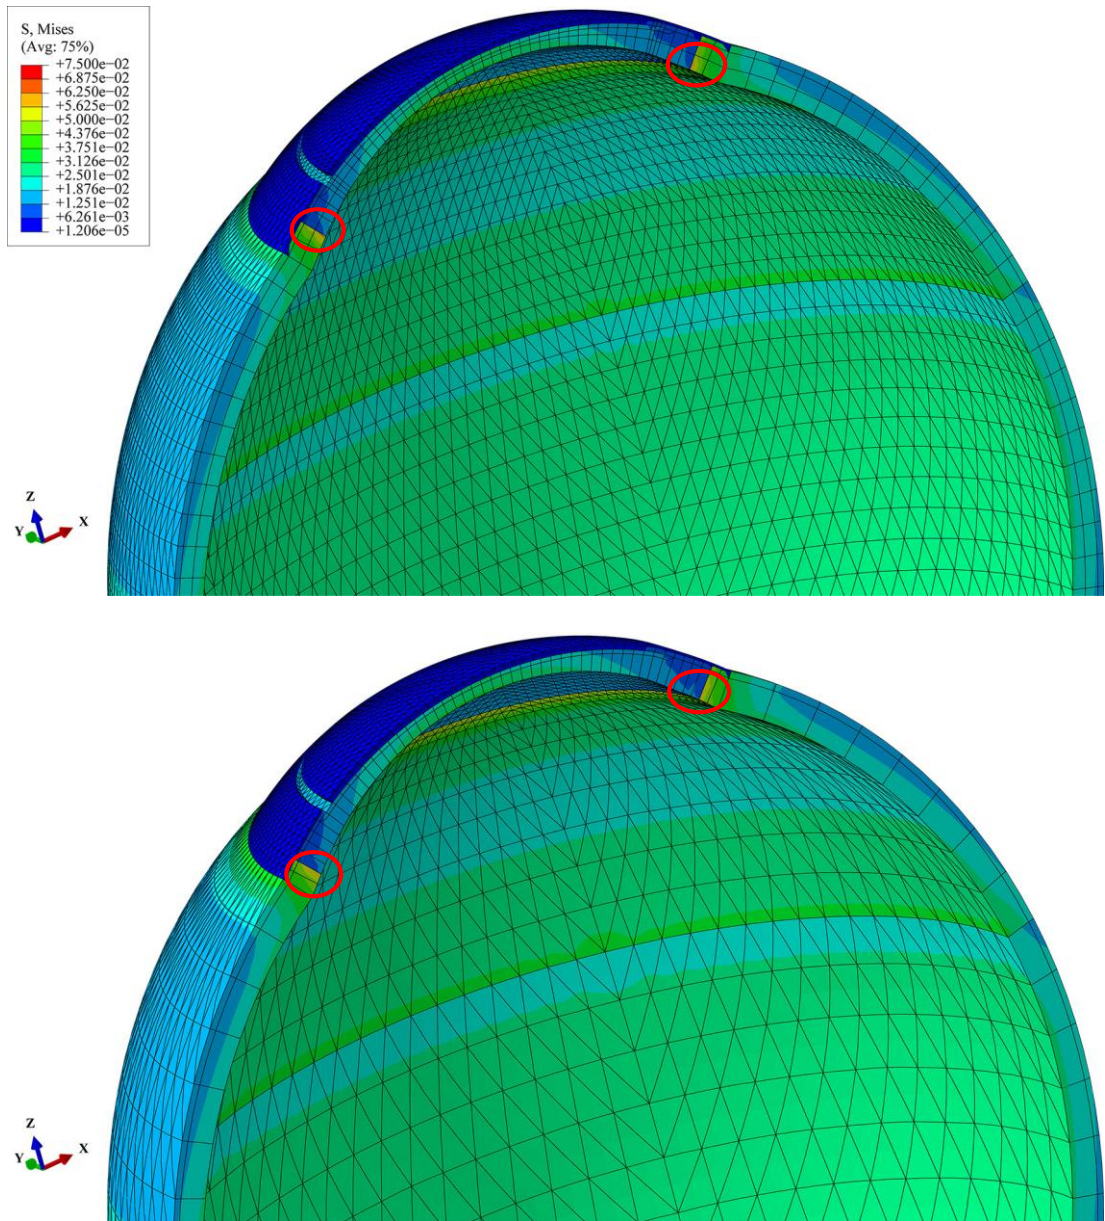 S, Mises
(Avg: 75%)
+7.500e−02
+6.875e−02
+6.250e−02
+5.625e−02
+5.000e−02
+4.376e−02
+3.751e−02
+3.126e−02
+2.501e−02
+1.876e−02
+1.251e−02
+6.261e−03
+1.206e−05
Z
Y
X
Z
Y
X